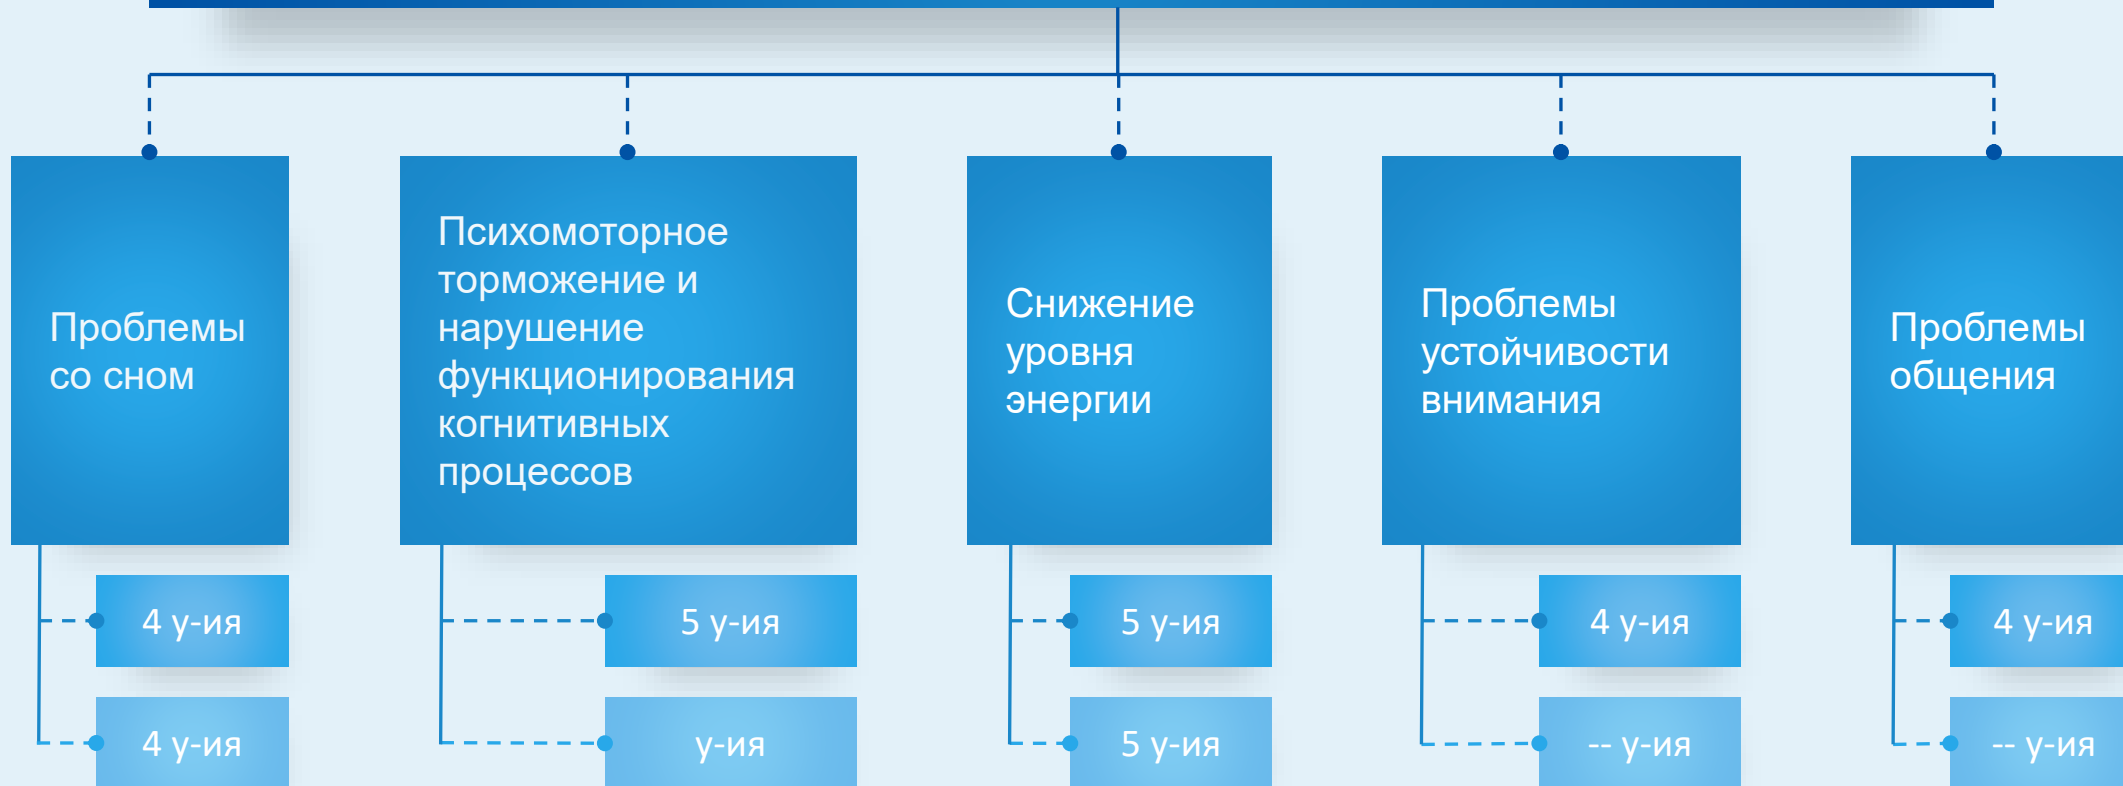 Проблемы
со сном
Психомоторное
торможение и
нарушение
функционирования
когнитивных
процессов
Снижение
уровня
энергии
Проблемы
устойчивости
внимания
Проблемы
общения
4 у-ия
5 у-ия
5 у-ия
4 у-ия
4 у-ия
4 у-ия
у-ия
5 у-ия
-- у-ия
-- у-ия